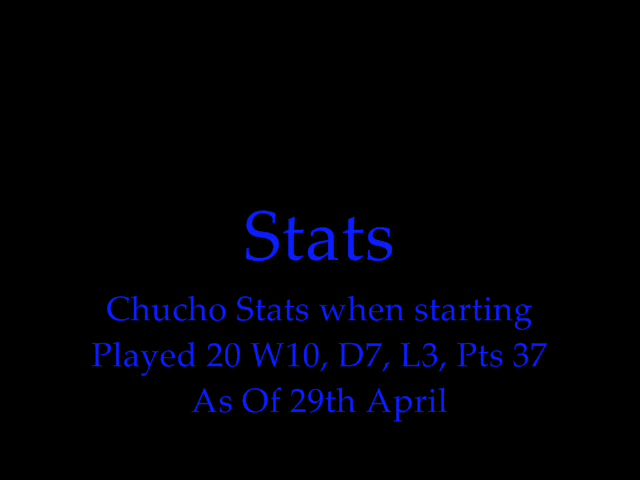 Stats
Chucho Stats when starting
Played 20 W10, D7, L3, Pts 37
As Of 29th April